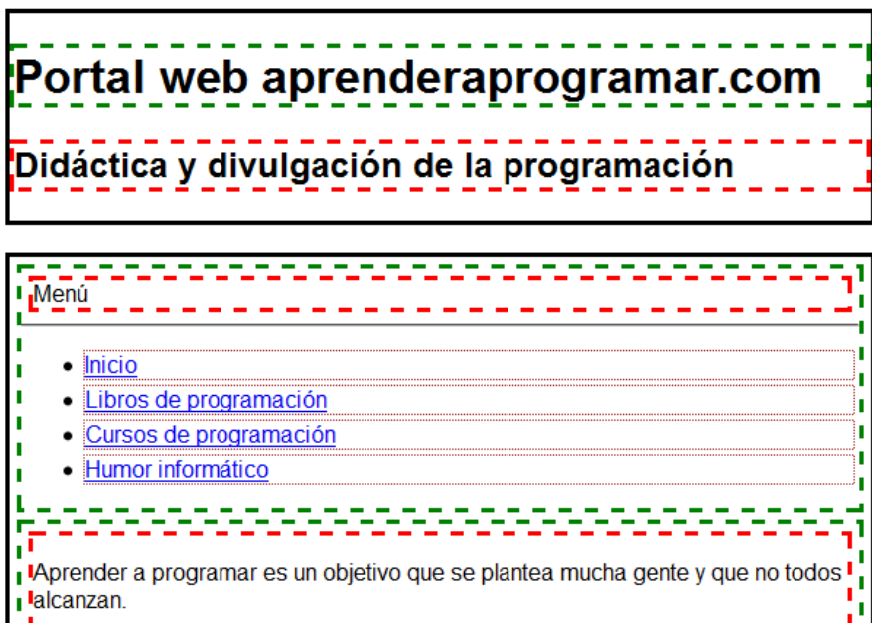 Portal web aprenderaprogramar.com
Didáctica y divulgación de la programación
Menú
Inicio
Libros de programación
Cursos de programación
Humor informático
Aprender a programar es un objetivo que se plantea mucha gente y que no todos
alcanzan.